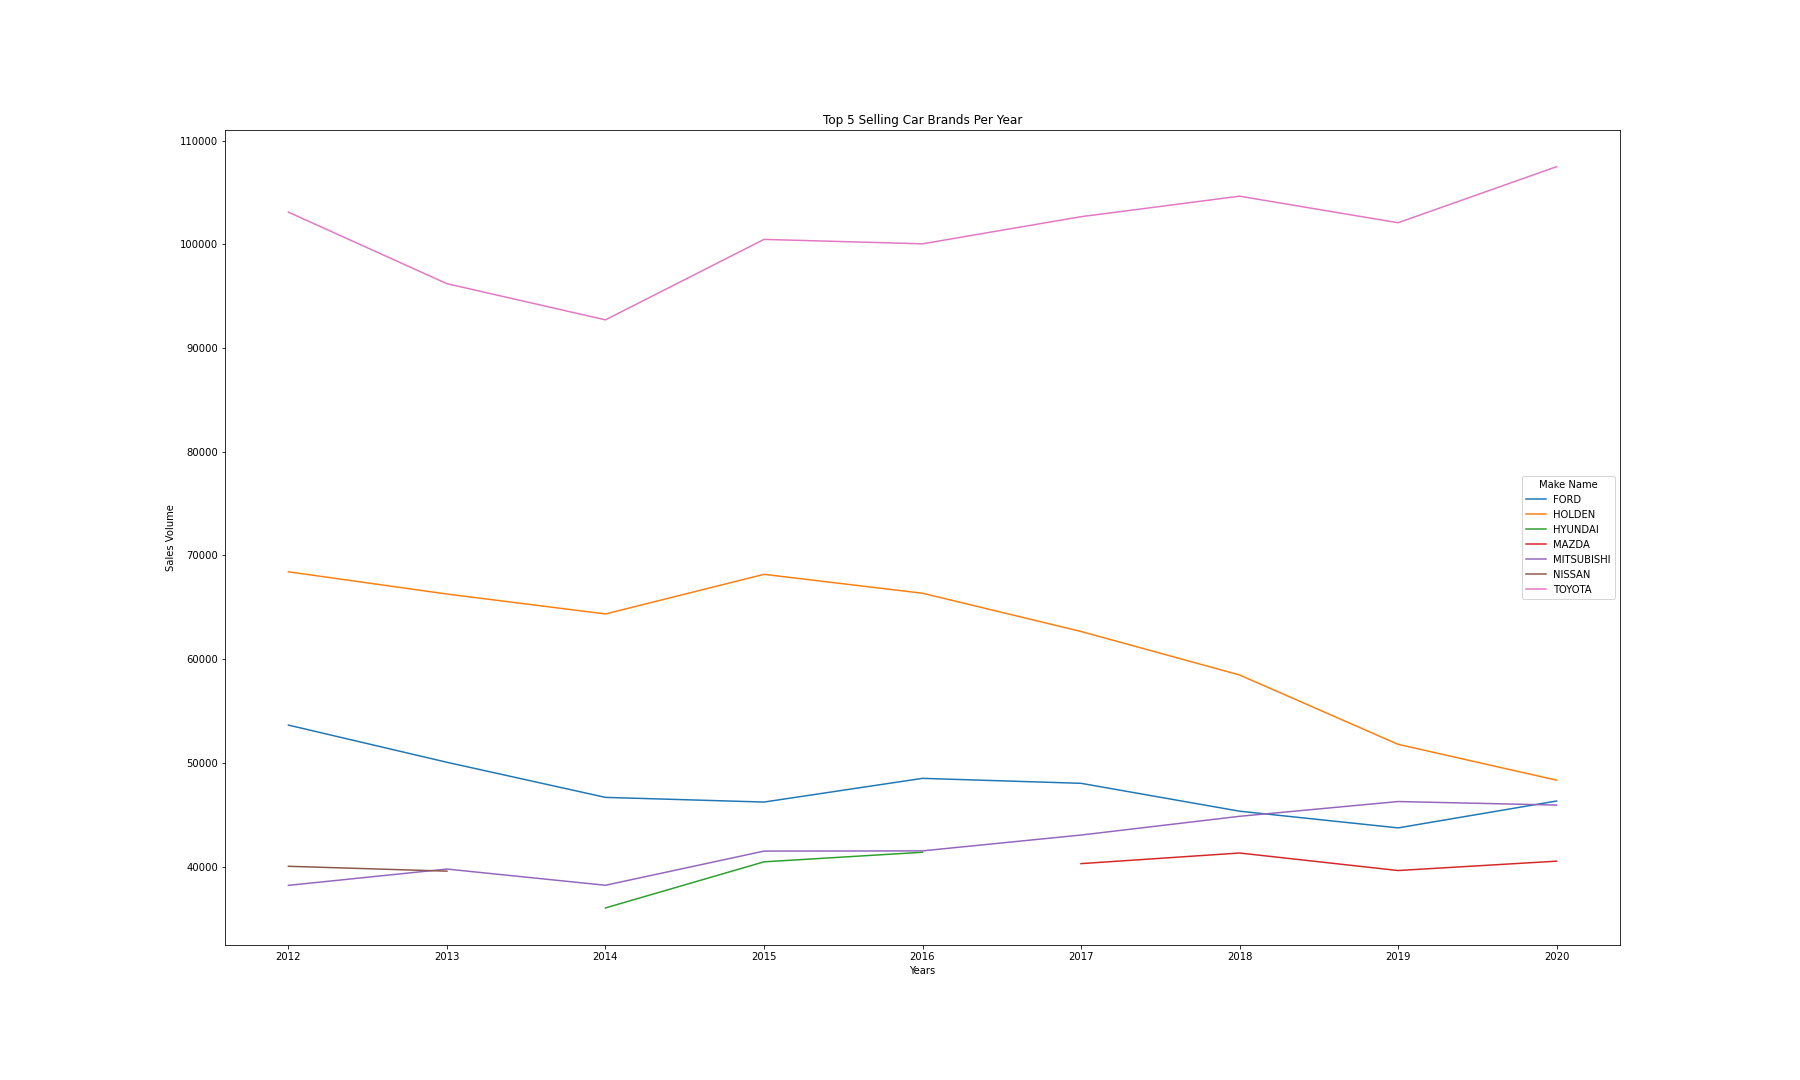 Top 5 Selling Car Brands Per Year
110000
100000
90000
80000
70000
60000
50000
40000
Sales Volume
Make Name
FORD
HOLDEN
HYUNDAI
MAZDA
MITSUBISHI
NISSAN
TOYOTA
2012 2013 2014 2015 2016 2017 2018 2019 2020
Years